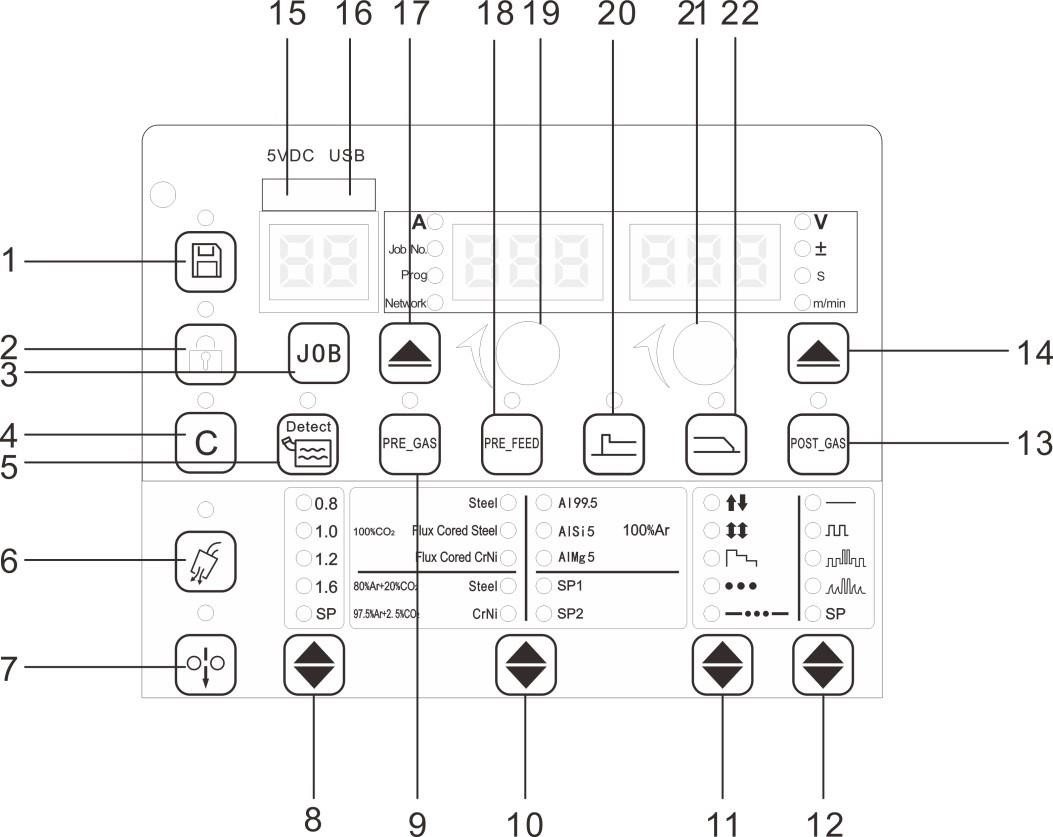 15 16 17 18 19 20 21 22
5VDC USB
A V
1
Job No. ±
Prog S
Network m/min
2
JOB
14
3
4
C
Detect
PRE_GAS PRE_FEED POST_GAS
13
5
0.8 Steel Al99.5
1.0 100%CO₂ Flux Cored Steel AlSi5 100%Ar
6
1.2 Flux Cored CrNi AlMg5
1.6 80%Ar+20%CO₂ Steel SP1
SP 97.5%Ar+2.5%CO₂ CrNi SP2 SP
7
8 9 10 11 12